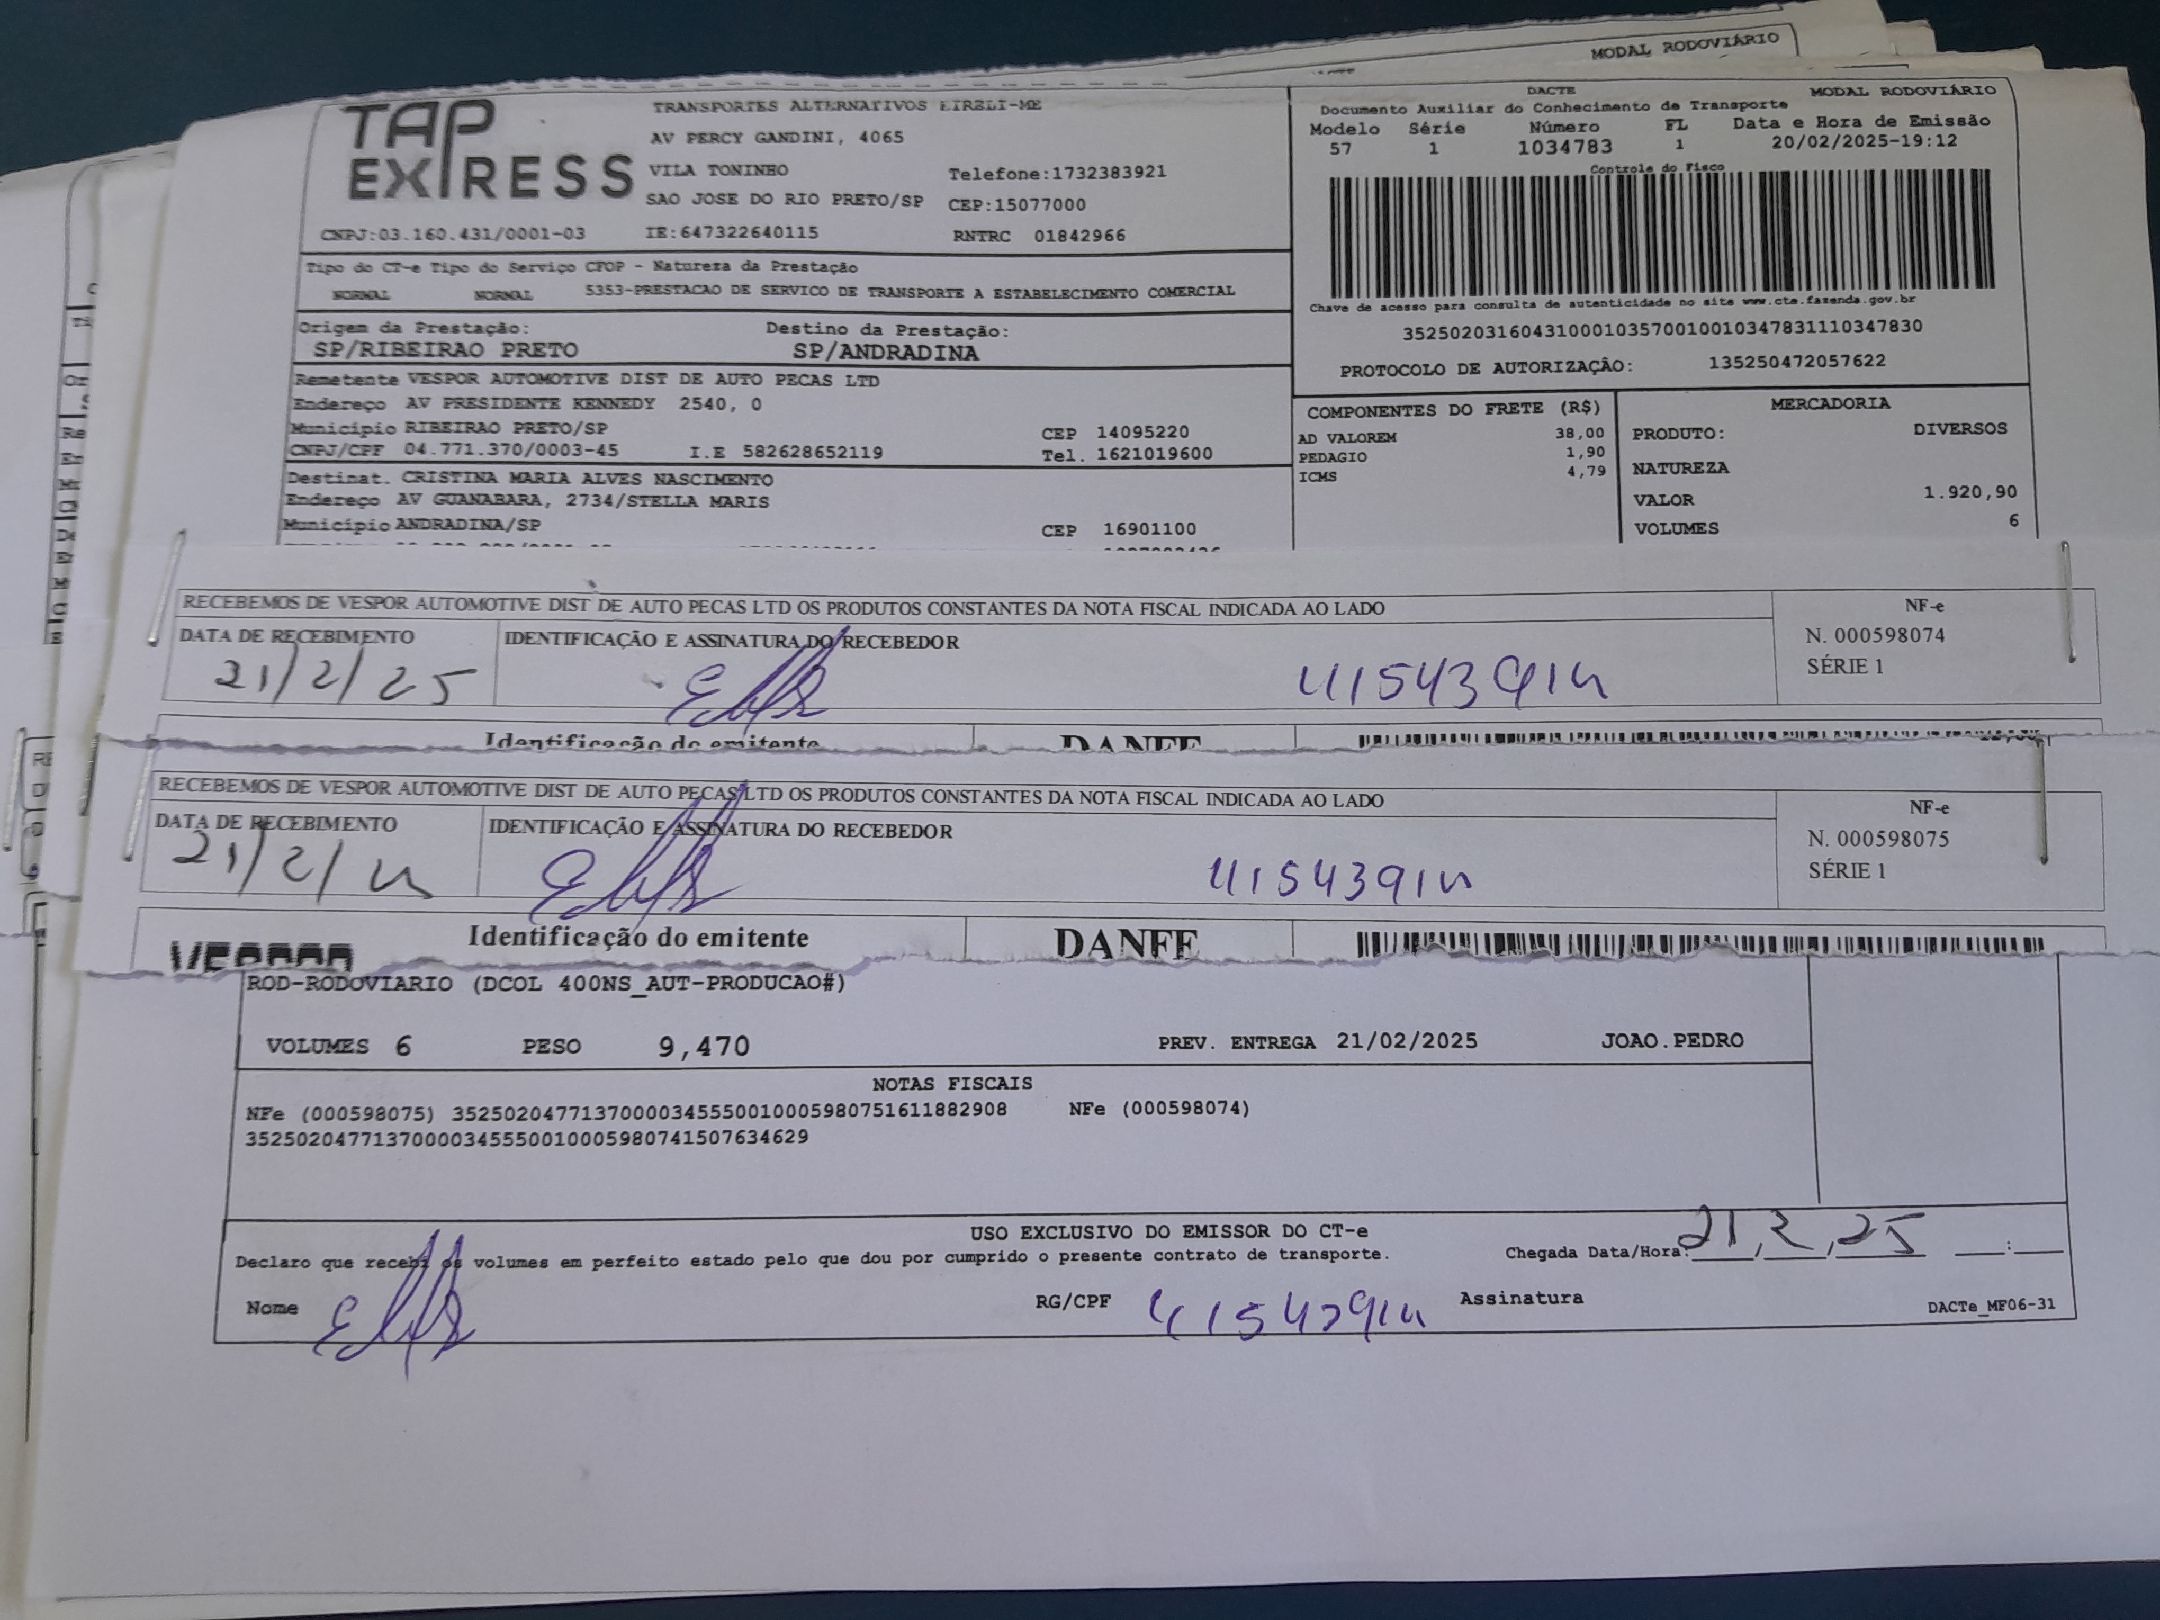 MODAL RODOVIÁRIO
TAP EXPRESS
TRANSPORTES ALTERNATIVOS EIRELI-ME
AV PERCY GANDINI, 4065
VILA TONINHO
Telefone:1732383921
SAO JOSE DO RIO PRETO/SP CEP:15077000
CNPJ:03.160.431/0001-03 IE:647322640115 RNTRC 01842966
DACTE MODAL RODOVIÁRIO
Documento Auxiliar do Conhecimento de Transporte
Modelo Série Número FL Data e Hora de Emissão
57 1 1034783 1 20/02/2025-19:12
Controle do Fisco
Chave de acesso para consulta de autenticidade no site www.cte.fazenda.gov.br
35250203160431000103570010010347831110347830
PROTOCOLO DE AUTORIZAÇÃO: 135250472057622
Tipo do CT-e Tipo do Serviço CFOP - Natureza da Prestação
NORMAL NORMAL 5353-PRESTACAO DE SERVICO DE TRANSPORTE A ESTABELECIMENTO COMERCIAL
Origem da Prestação: Destino da Prestação:
SP/RIBEIRAO PRETO SP/ANDRADINA
Remetente VESPOR AUTOMOTIVE DIST DE AUTO PECAS LTD
Endereço AV PRESIDENTE KENNEDY 2540, 0
Município RIBEIRAO PRETO/SP CEP 14095220
CNPJ/CPF 04.771.370/0003-45 I.E 582628652119 Tel. 1621019600
Destinat. CRISTINA MARIA ALVES NASCIMENTO
Endereço AV GUANABARA, 2734/STELLA MARIS
Município ANDRADINA/SP CEP 16901100
COMPONENTES DO FRETE (R$)
AD VALOREM 38,00
PEDAGIO 1,90
ICMS 4,79
MERCADORIA
PRODUTO: DIVERSOS
NATUREZA
VALOR 1.920,90
VOLUMES 6
RECEBEMOS DE VESPOR AUTOMOTIVE DIST DE AUTO PECAS LTD OS PRODUTOS CONSTANTES DA NOTA FISCAL INDICADA AO LADO
NF-e
N. 000598074
SÉRIE 1
DATA DE RECEBIMENTO IDENTIFICAÇÃO E ASSINATURA DO RECEBEDOR
21/2/25
Identificação do emitente DANFE
RECEBEMOS DE VESPOR AUTOMOTIVE DIST DE AUTO PECAS LTD OS PRODUTOS CONSTANTES DA NOTA FISCAL INDICADA AO LADO
NF-e
N. 000598075
SÉRIE 1
DATA DE RECEBIMENTO IDENTIFICAÇÃO E ASSINATURA DO RECEBEDOR
VESPOR Identificação do emitente DANFE
ROD-RODOVIARIO (DCOL 400NS_AUT-PRODUCAO#)
VOLUMES 6 PESO 9,470 PREV. ENTREGA 21/02/2025 JOAO.PEDRO
NOTAS FISCAIS
NFe (000598075) 35250204771370000345550010005980751611882908 NFe (000598074)
35250204771370000345550010005980741507634629
USO EXCLUSIVO DO EMISSOR DO CT-e
Declaro que recebi os volumes em perfeito estado pelo que dou por cumprido o presente contrato de transporte. Chegada Data/Hora: 21/2/25 :
Nome RG/CPF Assinatura
DACTe_MF06-31